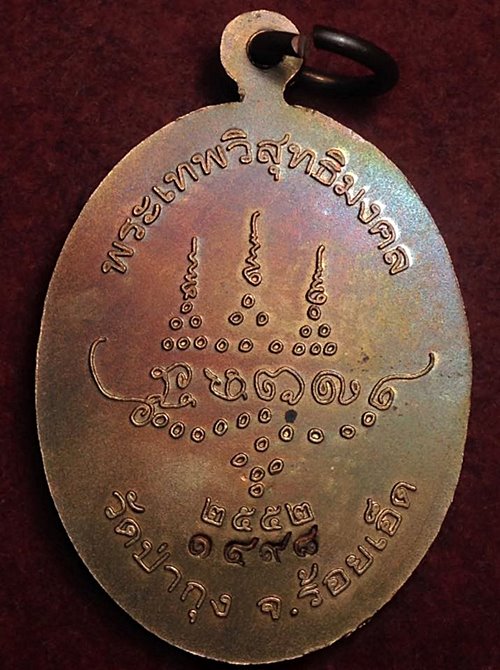 พระเทพวิสุทธิมงคล
๒๕๕๒
๑๔๙๘
วัดป่ากุง จ.ร้อยเอ็ด